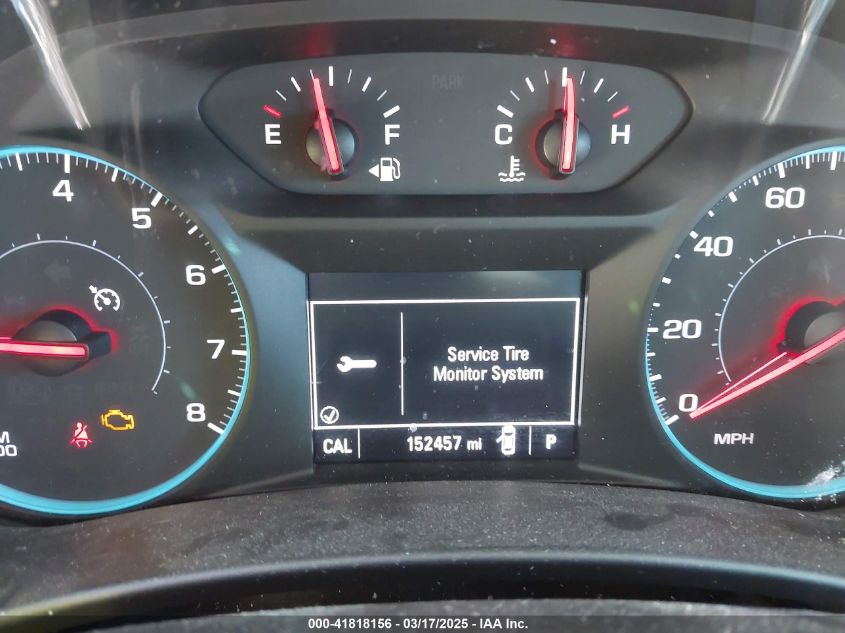 PARK
E F
C H
4
5
6
7
8
60
40
20
0
MPH
Service Tire
Monitor System
CAL 152457 mi P
000-41818156 - 03/17/2025 - IAA Inc.